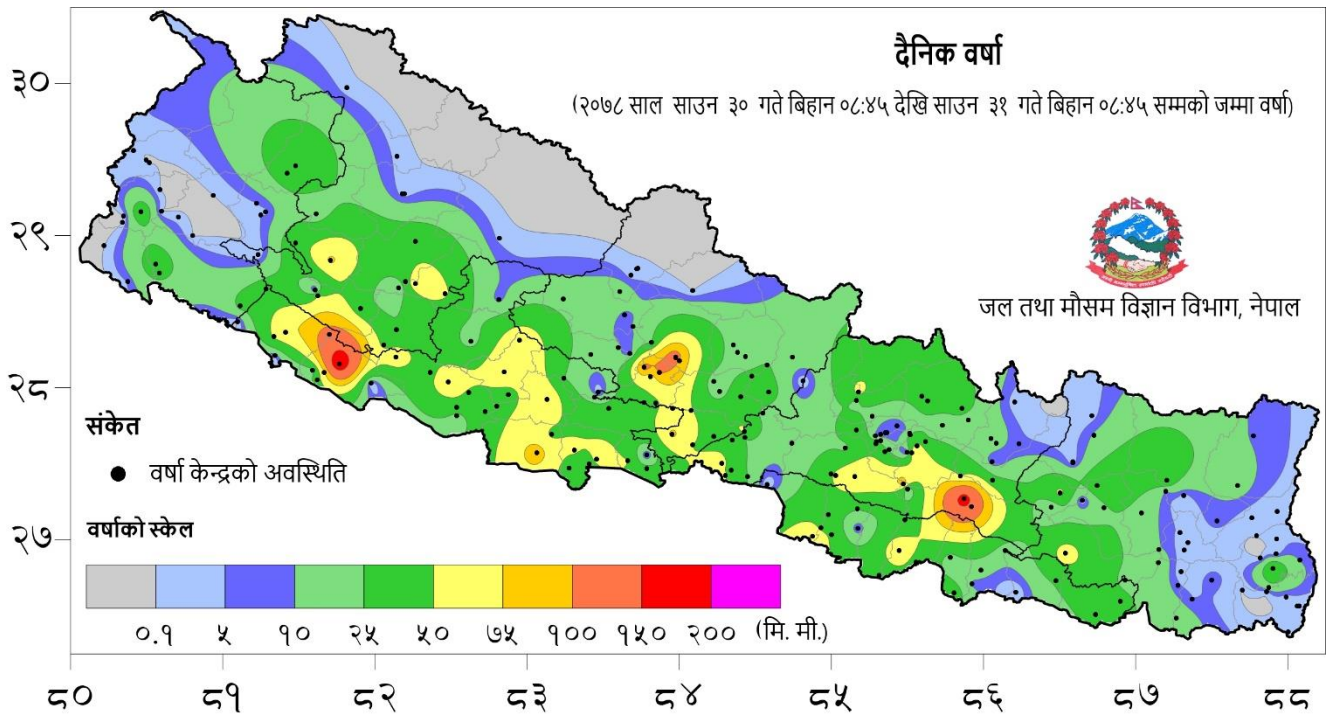 दैनिक वर्षा
(२०७८ साल साउन ३० गते बिहान ०८:४५ देखि साउन ३१ गते बिहान ०८:४५ सम्मको जम्मा वर्षा)
जल तथा मौसम विज्ञान विभाग, नेपाल
३०
२९
२८
२७
संकेत
वर्षा केन्द्रको अवस्थिति
वर्षाको स्केल
०.१ ५ १० २५ ५० ७५ १०० १५० २०० (मि. मी.)
८० ८१ ८२ ८३ ८४ ८५ ८६ ८७ ८८